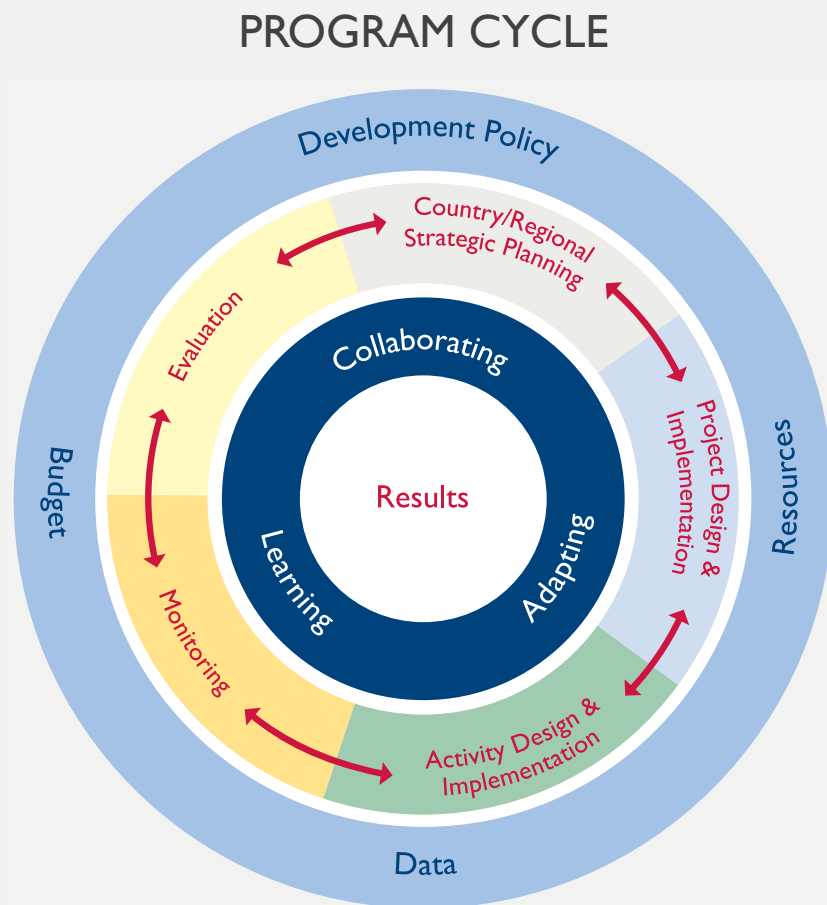 PROGRAM CYCLE
Development Policy
Country/Regional
Strategic Planning
Evaluation
Collaborating
Project Design &
Implementation
Budget
Results
Resources
Learning
Adapting
Monitoring
Activity Design &
Implementation
Data